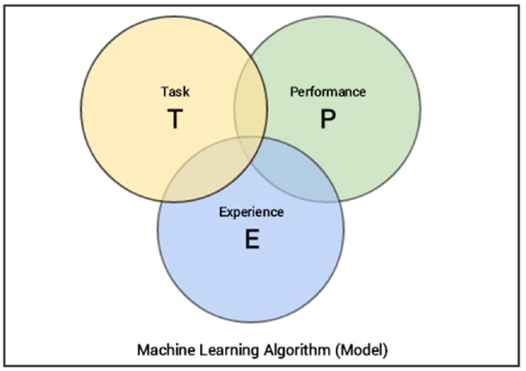 Task
T
Performance
P
Experience
E
Machine Learning Algorithm (Model)